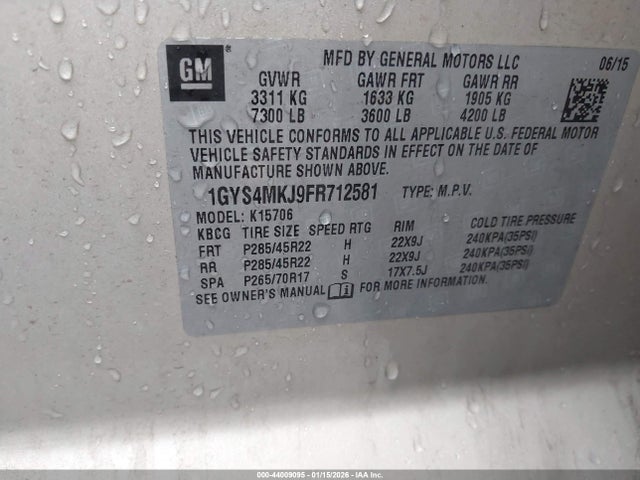 GM ®
MFD BY GENERAL MOTORS LLC 06/15
GVWR GAWR FRT GAWR RR
3311 KG 1633 KG 1905 KG
7300 LB 3600 LB 4200 LB
THIS VEHICLE CONFORMS TO ALL APPLICABLE U.S. FEDERAL MOTOR
VEHICLE SAFETY STANDARDS IN EFFECT ON THE DATE OF
MANUFACTURE SHOWN ABOVE.
1GYS4MKJ9FR712581 TYPE: M.P.V.
MODEL: K15706
KBCG TIRE SIZE SPEED RTG RIM COLD TIRE PRESSURE
FRT P285/45R22 H 22X9J 240KPA(35PSI)
RR P285/45R22 H 22X9J 240KPA(35PSI)
SPA P265/70R17 S 17X7.5J 240KPA(35PSI)
SEE OWNER'S MANUAL FOR MORE INFORMATION.
000-44009095 - 01/15/2026 - IAAI.COM